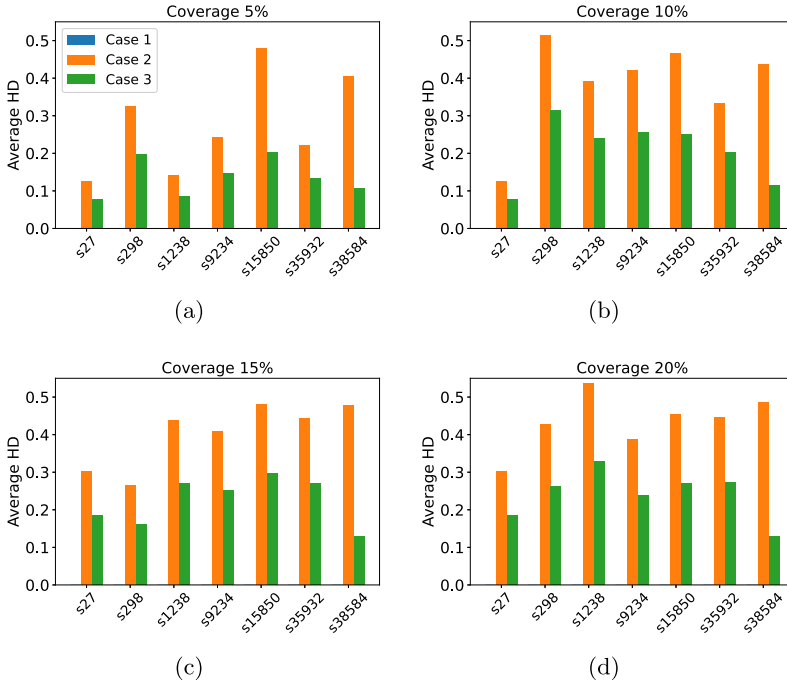 Coverage 5%
Average HD
0.5
0.4
0.3
0.2
0.1
0.0
Case 1
Case 2
Case 3
s27
s298
s1238
s9234
s15850
s35932
s38584
(a)
Coverage 10%
Average HD
0.5
0.4
0.3
0.2
0.1
0.0
s27
s298
s1238
s9234
s15850
s35932
s38584
(b)
Coverage 15%
Average HD
0.5
0.4
0.3
0.2
0.1
0.0
s27
s298
s1238
s9234
s15850
s35932
s38584
(c)
Coverage 20%
Average HD
0.5
0.4
0.3
0.2
0.1
0.0
s27
s298
s1238
s9234
s15850
s35932
s38584
(d)